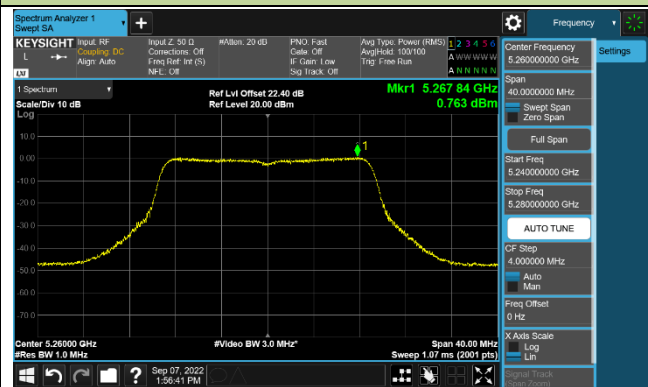 Spectrum Analyzer 1
Swept SA
Frequency
KEYSIGHT
L
LXI
Input: RF
Coupling: DC
Align: Auto
Input Z: 50 Ω
Corrections: Off
Freq Ref: Int (S)
NFE: Off
#Atten: 20 dB
PNO: Fast
Gate: Off
IF Gain: Low
Sig Track: Off
Avg Type: Power (RMS)
Avg|Hold: 100/100
Trig: Free Run
1 2 3 4 5 6
A W W W W W
A N N N N N
1 Spectrum
Scale/Div 10 dB
Log
Ref Lvl Offset 22.40 dB
Ref Level 20.00 dBm
Mkr1 5.267 84 GHz
0.763 dBm
1
10.0
0.00
-10.0
-20.0
-30.0
-40.0
-50.0
-60.0
-70.0
Center 5.26000 GHz
#Res BW 1.0 MHz
#Video BW 3.0 MHz*
Span 40.00 MHz
Sweep 1.07 ms (2001 pts)
Sep 07, 2022
1:56:41 PM
?
Center Frequency
5.260000000 GHz
Span
40.0000000 MHz
Swept Span
Zero Span
Full Span
Start Freq
5.240000000 GHz
Stop Freq
5.280000000 GHz
AUTO TUNE
CF Step
4.000000 MHz
Auto
Man
Freq Offset
0 Hz
X Axis Scale
Log
Lin
Signal Track
(Span Zoom)
Settings